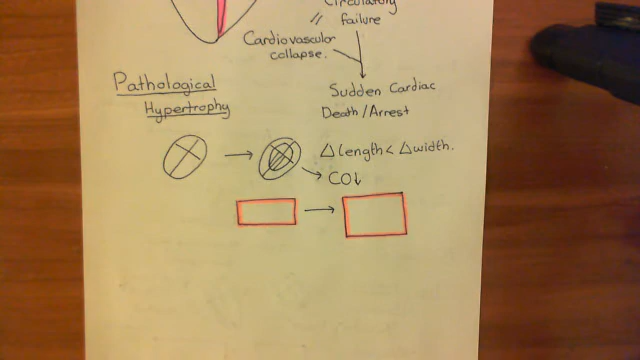 Circulatory
// failure
Cardiovascular
collapse.
Pathological
Hypertrophy
Sudden Cardiac
Death/Arrest
Δlength < Δwidth.
CO↓